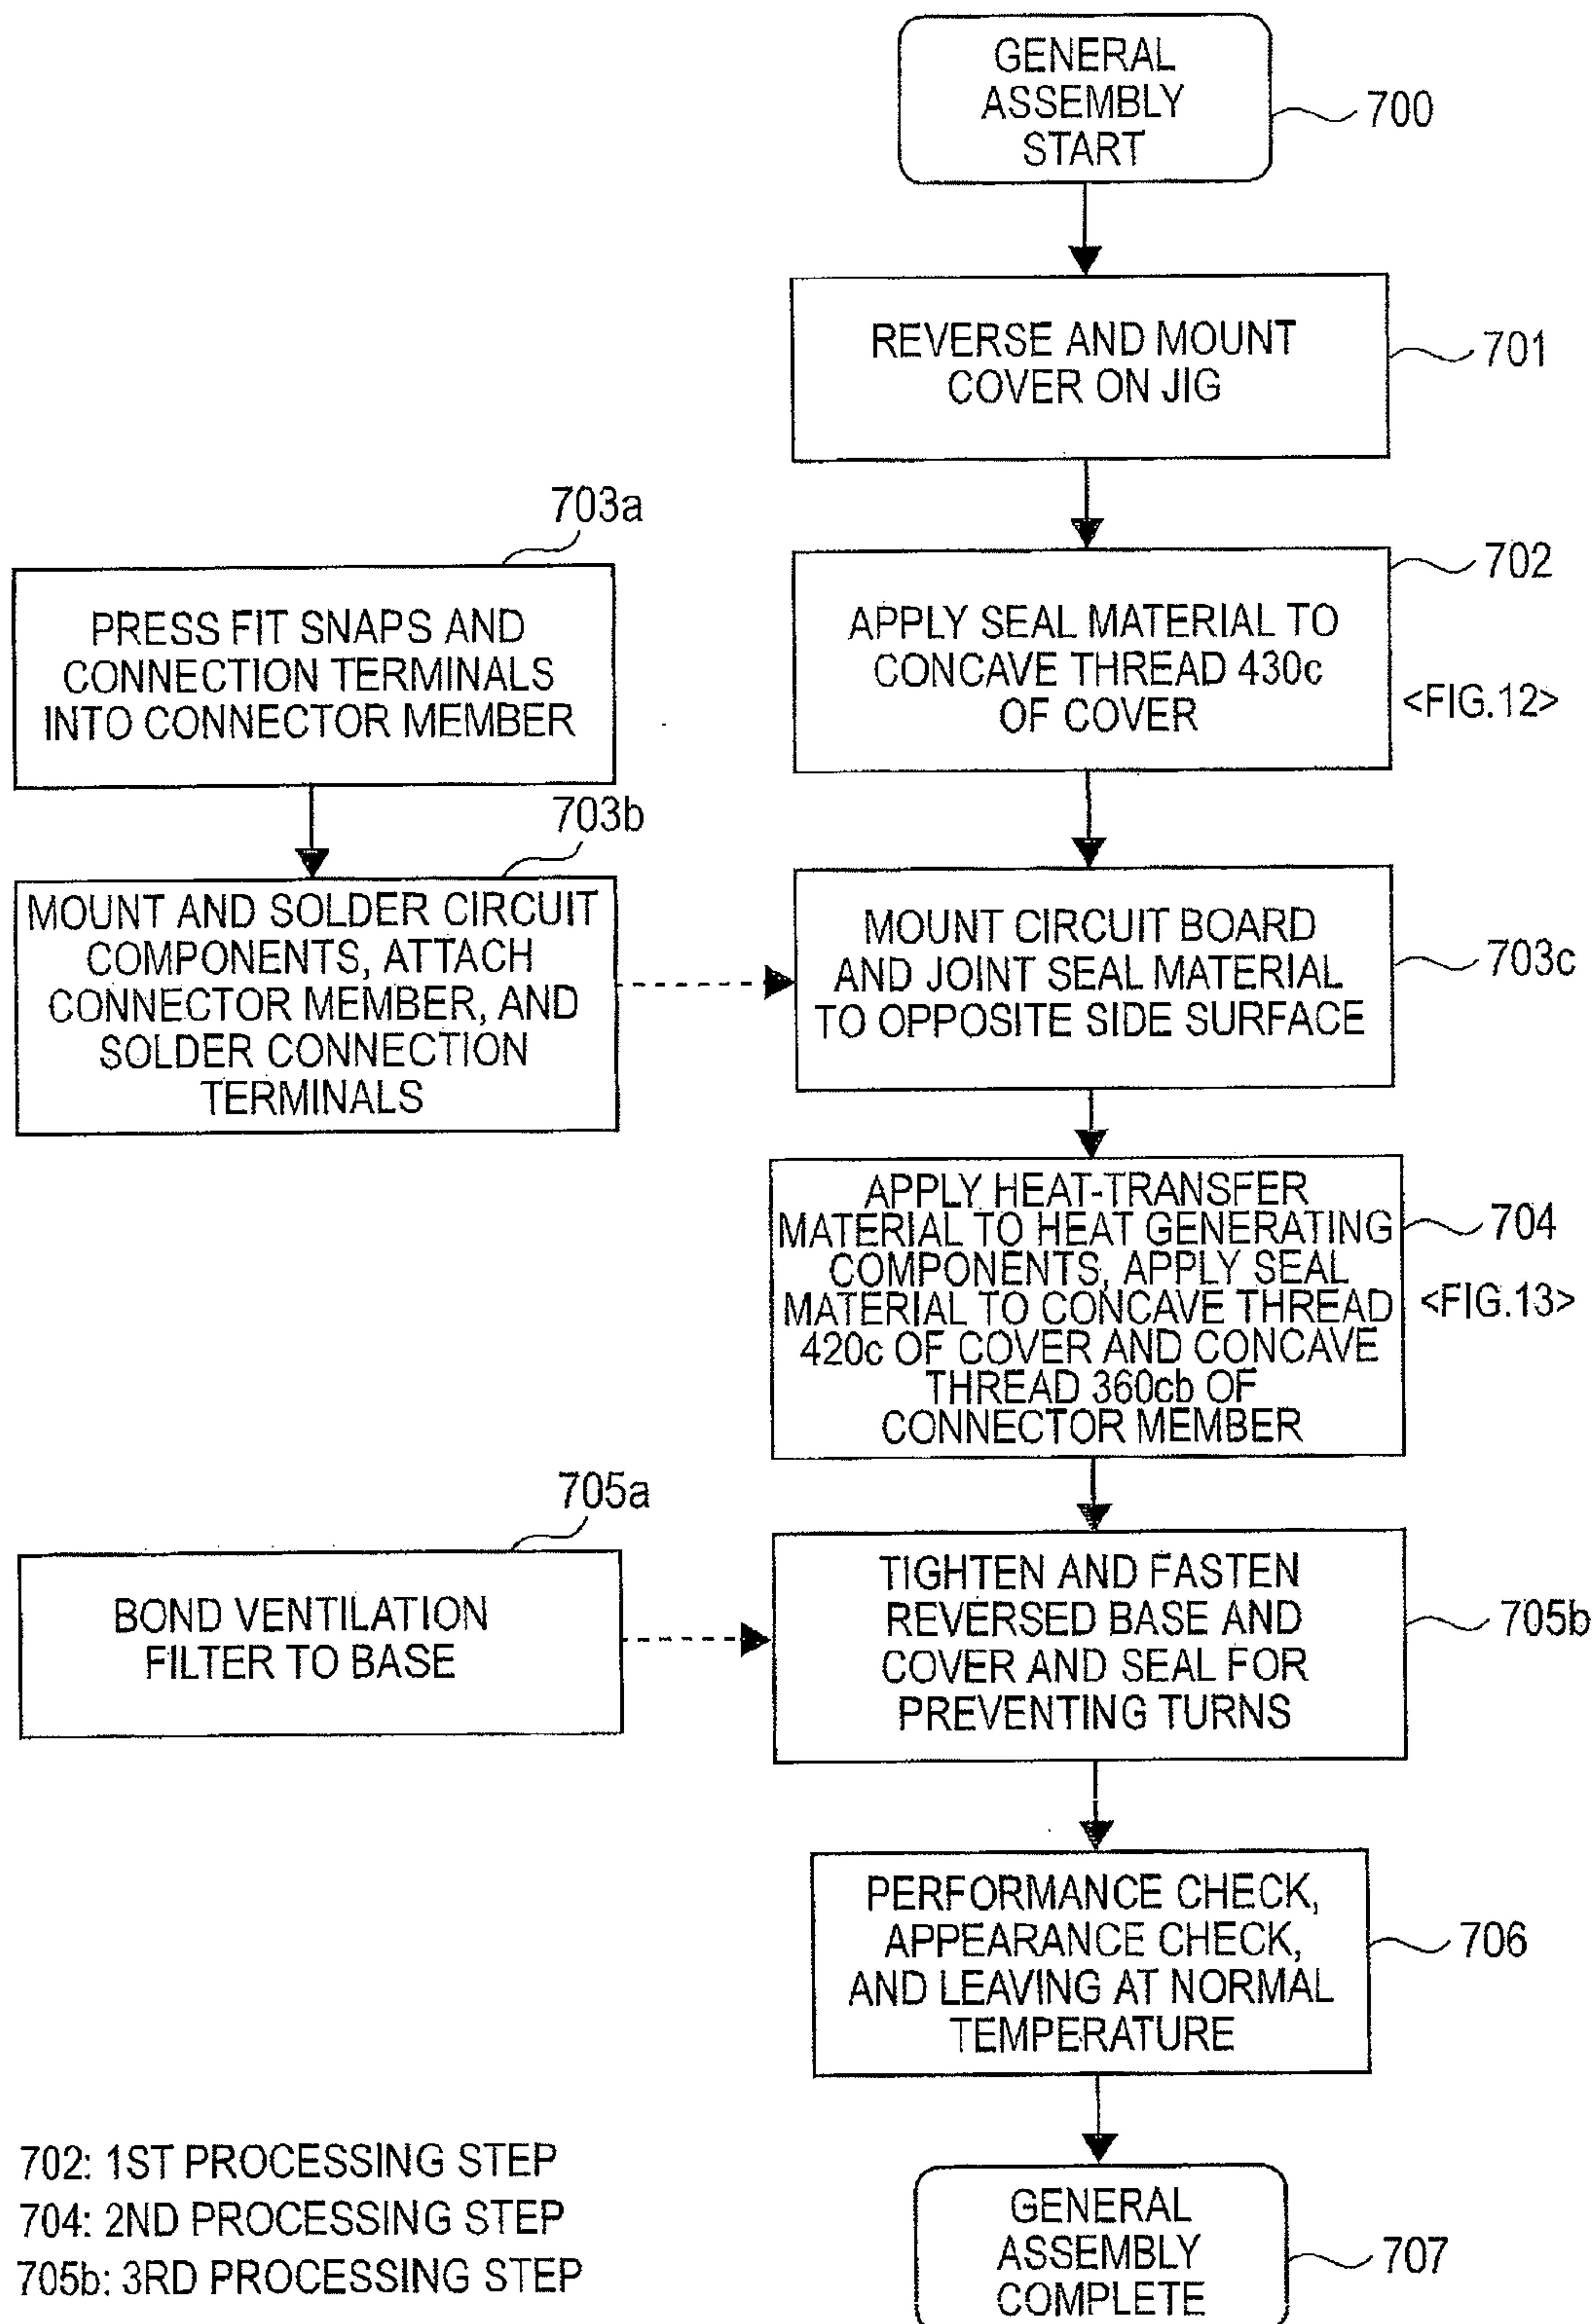 GENERAL
ASSEMBLY
START
700
REVERSE AND MOUNT
COVER ON JIG
701
703a
PRESS FIT SNAPS AND
CONNECTION TERMINALS
INTO CONNECTOR MEMBER
702
APPLY SEAL MATERIAL TO
CONCAVE THREAD 430c
OF COVER
<FIG.12>
703b
MOUNT AND SOLDER CIRCUIT
COMPONENTS, ATTACH
CONNECTOR MEMBER, AND
SOLDER CONNECTION
TERMINALS
MOUNT CIRCUIT BOARD
AND JOINT SEAL MATERIAL
TO OPPOSITE SIDE SURFACE
703c
APPLY HEAT-TRANSFER
MATERIAL TO HEAT GENERATING
COMPONENTS, APPLY SEAL
MATERIAL TO CONCAVE THREAD
420c OF COVER AND CONCAVE
THREAD 360cb OF
CONNECTOR MEMBER
704
<FIG.13>
705a
BOND VENTILATION
FILTER TO BASE
TIGHTEN AND FASTEN
REVERSED BASE AND
COVER AND SEAL FOR
PREVENTING TURNS
705b
PERFORMANCE CHECK,
APPEARANCE CHECK,
AND LEAVING AT NORMAL
TEMPERATURE
706
702: 1ST PROCESSING STEP
704: 2ND PROCESSING STEP
705b: 3RD PROCESSING STEP
GENERAL
ASSEMBLY
COMPLETE
707